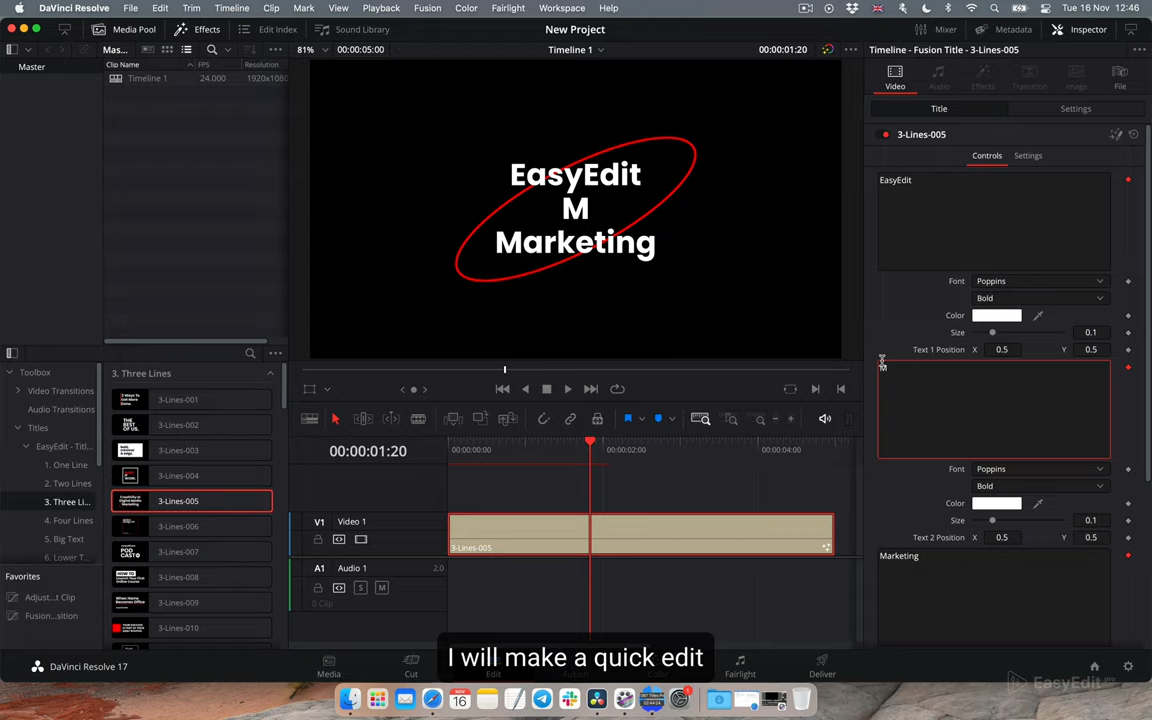 DaVinci Resolve File Edit Trim Timeline Clip Mark View Playback Fusion Color Fairlight Workspace Help Tue 16 Nov 12:46
Media Pool Effects Edit Index Sound Library New Project Mixer Metadata Inspector
Mas... 81% 00:00:05:00 Timeline 1 00:00:01:20 Timeline - Fusion Title - 3-Lines-005
Master
Clip Name FPS Resolution
Timeline 1 24.000 1920x1080
Video Audio Effects Transition Image File
Title Settings
3-Lines-005
Controls Settings
EasyEdit
M
Marketing
EasyEdit
Font Poppins
Bold
Color
Size 0.1
Text 1 Position X 0.5 Y 0.5
M
Font Poppins
Bold
Color
Size 0.1
Text 2 Position X 0.5 Y 0.5
Marketing
Toolbox
Video Transitions
Audio Transitions
Titles
EasyEdit - Titl...
1. One Line
2. Two Lines
3. Three Li...
4. Four Lines
5. Big Text
6. Lower T...
Favorites
Adjust...t Clip
Fusion...sition
3. Three Lines
3-Lines-001
3-Lines-002
3-Lines-003
3-Lines-004
3-Lines-005
3-Lines-006
3-Lines-007
3-Lines-008
3-Lines-009
3-Lines-010
00:00:01:20
00:00:00:00 00:00:02:00 00:00:04:00
V1 Video 1
3-Lines-005
A1 Audio 1 2.0
S M
0 Clip
I will make a quick edit
DaVinci Resolve 17
Media Cut Edit Fusion Color Fairlight Deliver
EasyEdit.pro